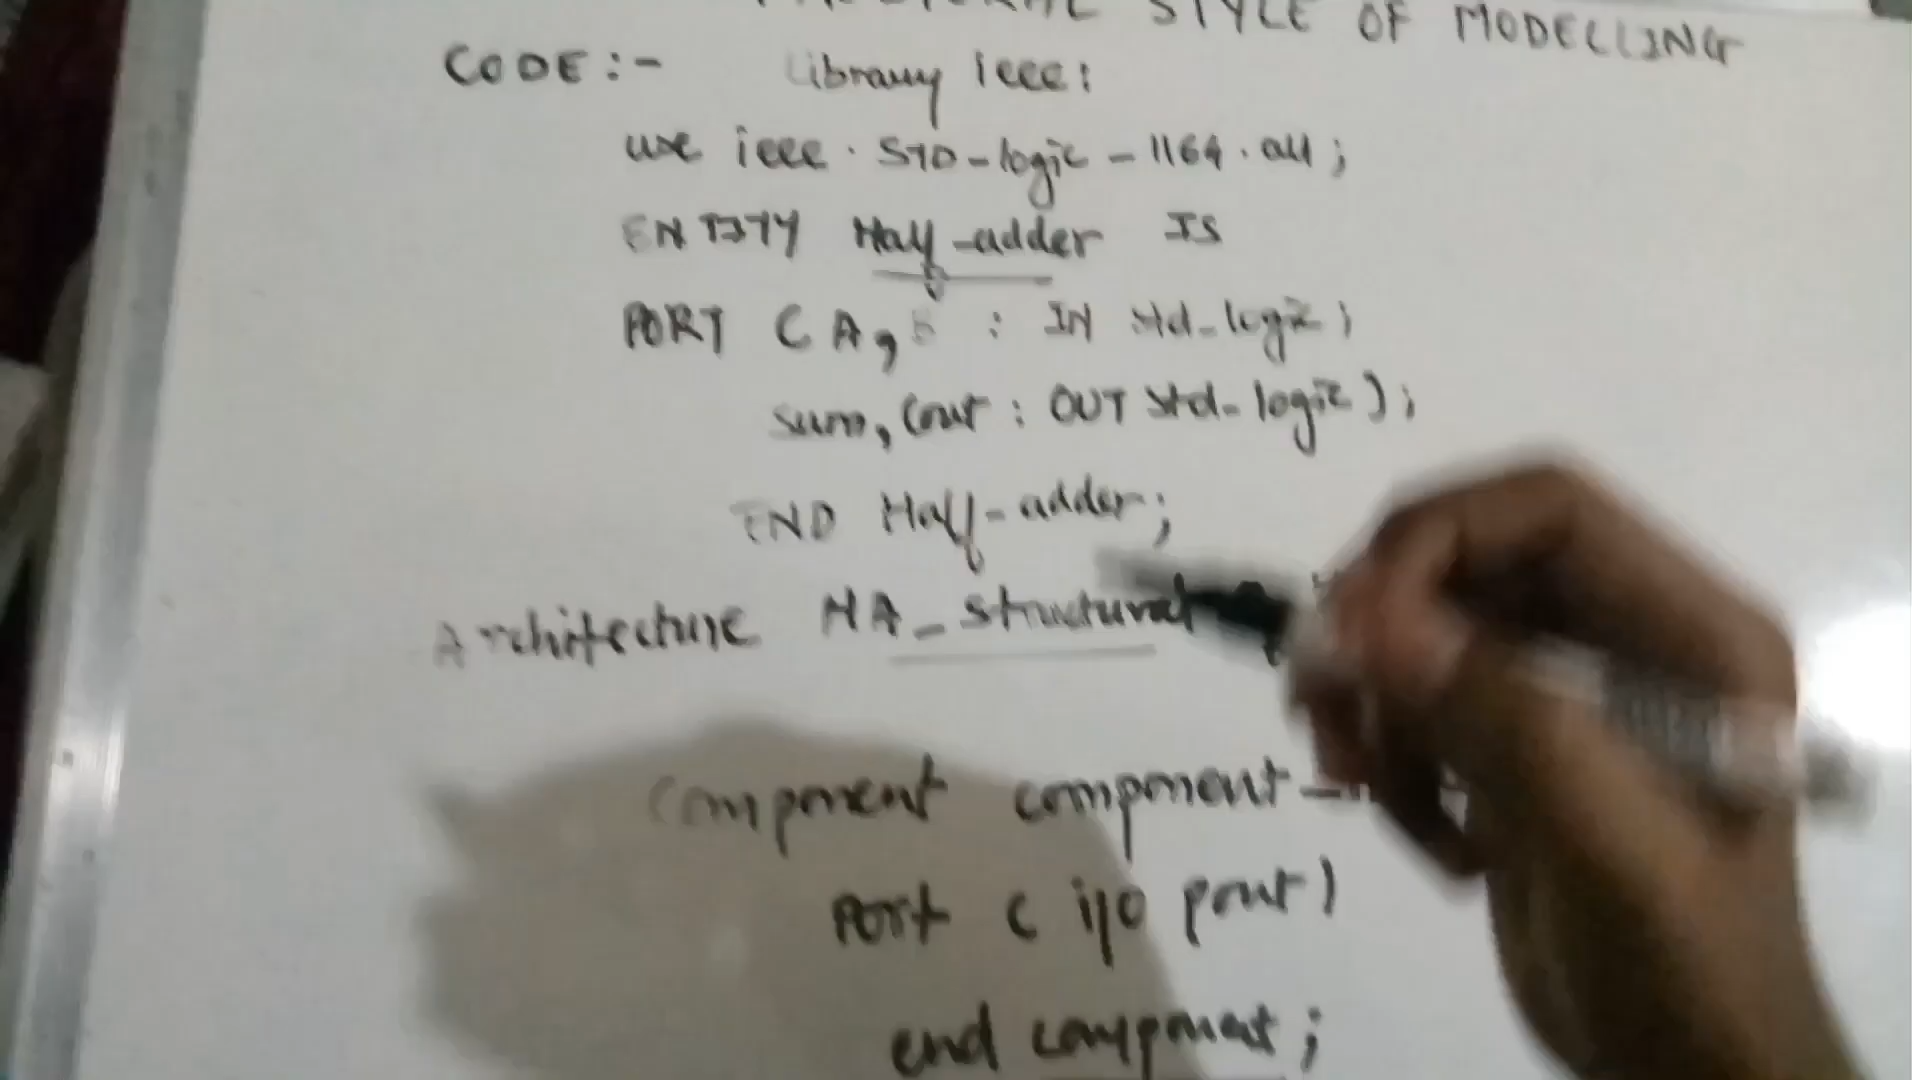 STYLE OF MODELLING
CODE :- Library ieee:
use ieee . STD-logic-1164 . all ;
ENTITY Half-adder IS
PORT ( A, B : IN std-logic ;
sum, Cout : OUT std-logic ) ;
END Half-adder ;
Architecture HA_structural
Component component
PORT ( i/o port )
end component ;